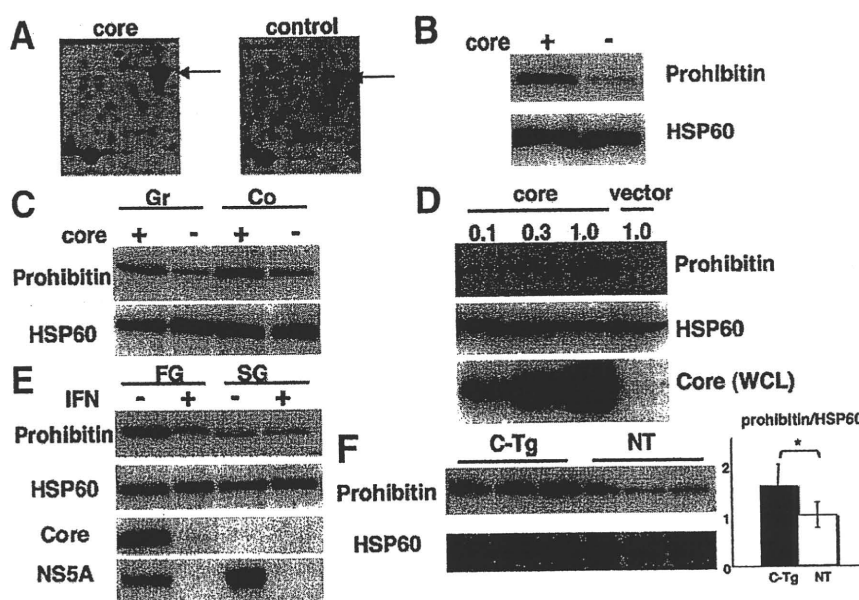 A
core
control
B
core + -
Prohibitin
HSP60
C
Gr Co
core + - + -
Prohibitin
HSP60
D
core vector
0.1 0.3 1.0 1.0
Prohibitin
HSP60
Core (WCL)
E
FG SG
IFN - + - +
Prohibitin
HSP60
Core
NS5A
F
C-Tg NT
Prohibitin
HSP60
prohibitin/HSP60
*
2
1
0
C-Tg NT